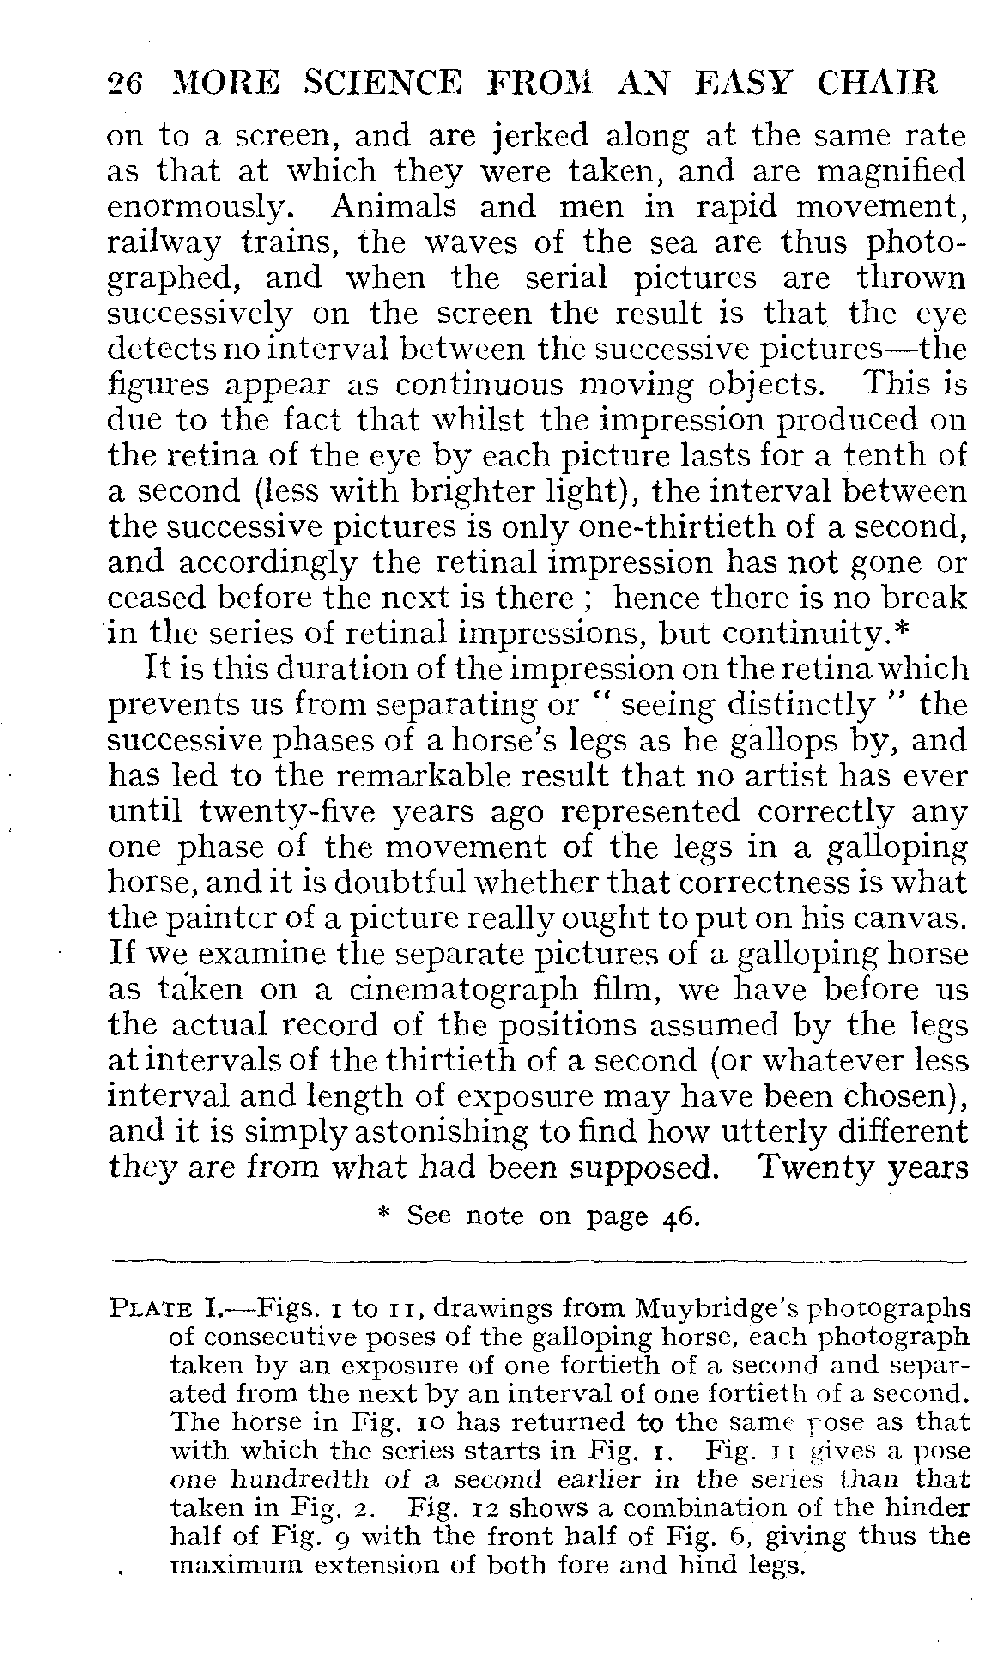 26 MORE SCIENCE FROM AN EASY CHAIR
on to a screen, and are jerked along at the same rate
as that at which they were taken, and are magnified
enormously. Animals and men in rapid movement,
railway trains, the waves of the sea are thus photo-
graphed, and when the serial pictures are thrown
successively on the screen the result is that the eye
detects no interval between the successive pictures—the
figures appear as continuous moving objects. This is
due to the fact that whilst the impression produced on
the retina of the eye by each picture lasts for a tenth of
a second (less with brighter light), the interval between
the successive pictures is only one-thirtieth of a second,
and accordingly the retinal impression has not gone or
ceased before the next is there ; hence there is no break
in the series of retinal impressions, but continuity.*
It is this duration of the impression on the retina which
prevents us from separating or “ seeing distinctly ” the
successive phases of a horse's legs as he gallops by, and
has led to the remarkable result that no artist has ever
until twenty-five years ago represented correctly any
one phase of the movement of the legs in a galloping
horse, and it is doubtful whether that correctness is what
the painter of a picture really ought to put on his canvas.
If we examine the separate pictures of a galloping horse
as taken on a cinematograph film, we have before us
the actual record of the positions assumed by the legs
at intervals of the thirtieth of a second (or whatever less
interval and length of exposure may have been chosen),
and it is simply astonishing to find how utterly different
they are from what had been supposed. Twenty years
* See note on page 46.
PLATE I.—Figs. 1 to 11, drawings from Muybridge's photographs
of consecutive poses of the galloping horse, each photograph
taken by an exposure of one fortieth of a second and separ-
ated from the next by an interval of one fortieth of a second.
The horse in Fig. 10 has returned to the same pose as that
with which the series starts in Fig. 1. Fig. 11 gives a pose
one hundredth of a second earlier in the series than that
taken in Fig. 2. Fig. 12 shows a combination of the hinder
half of Fig. 9 with the front half of Fig. 6, giving thus the
maximum extension of both fore and hind legs.